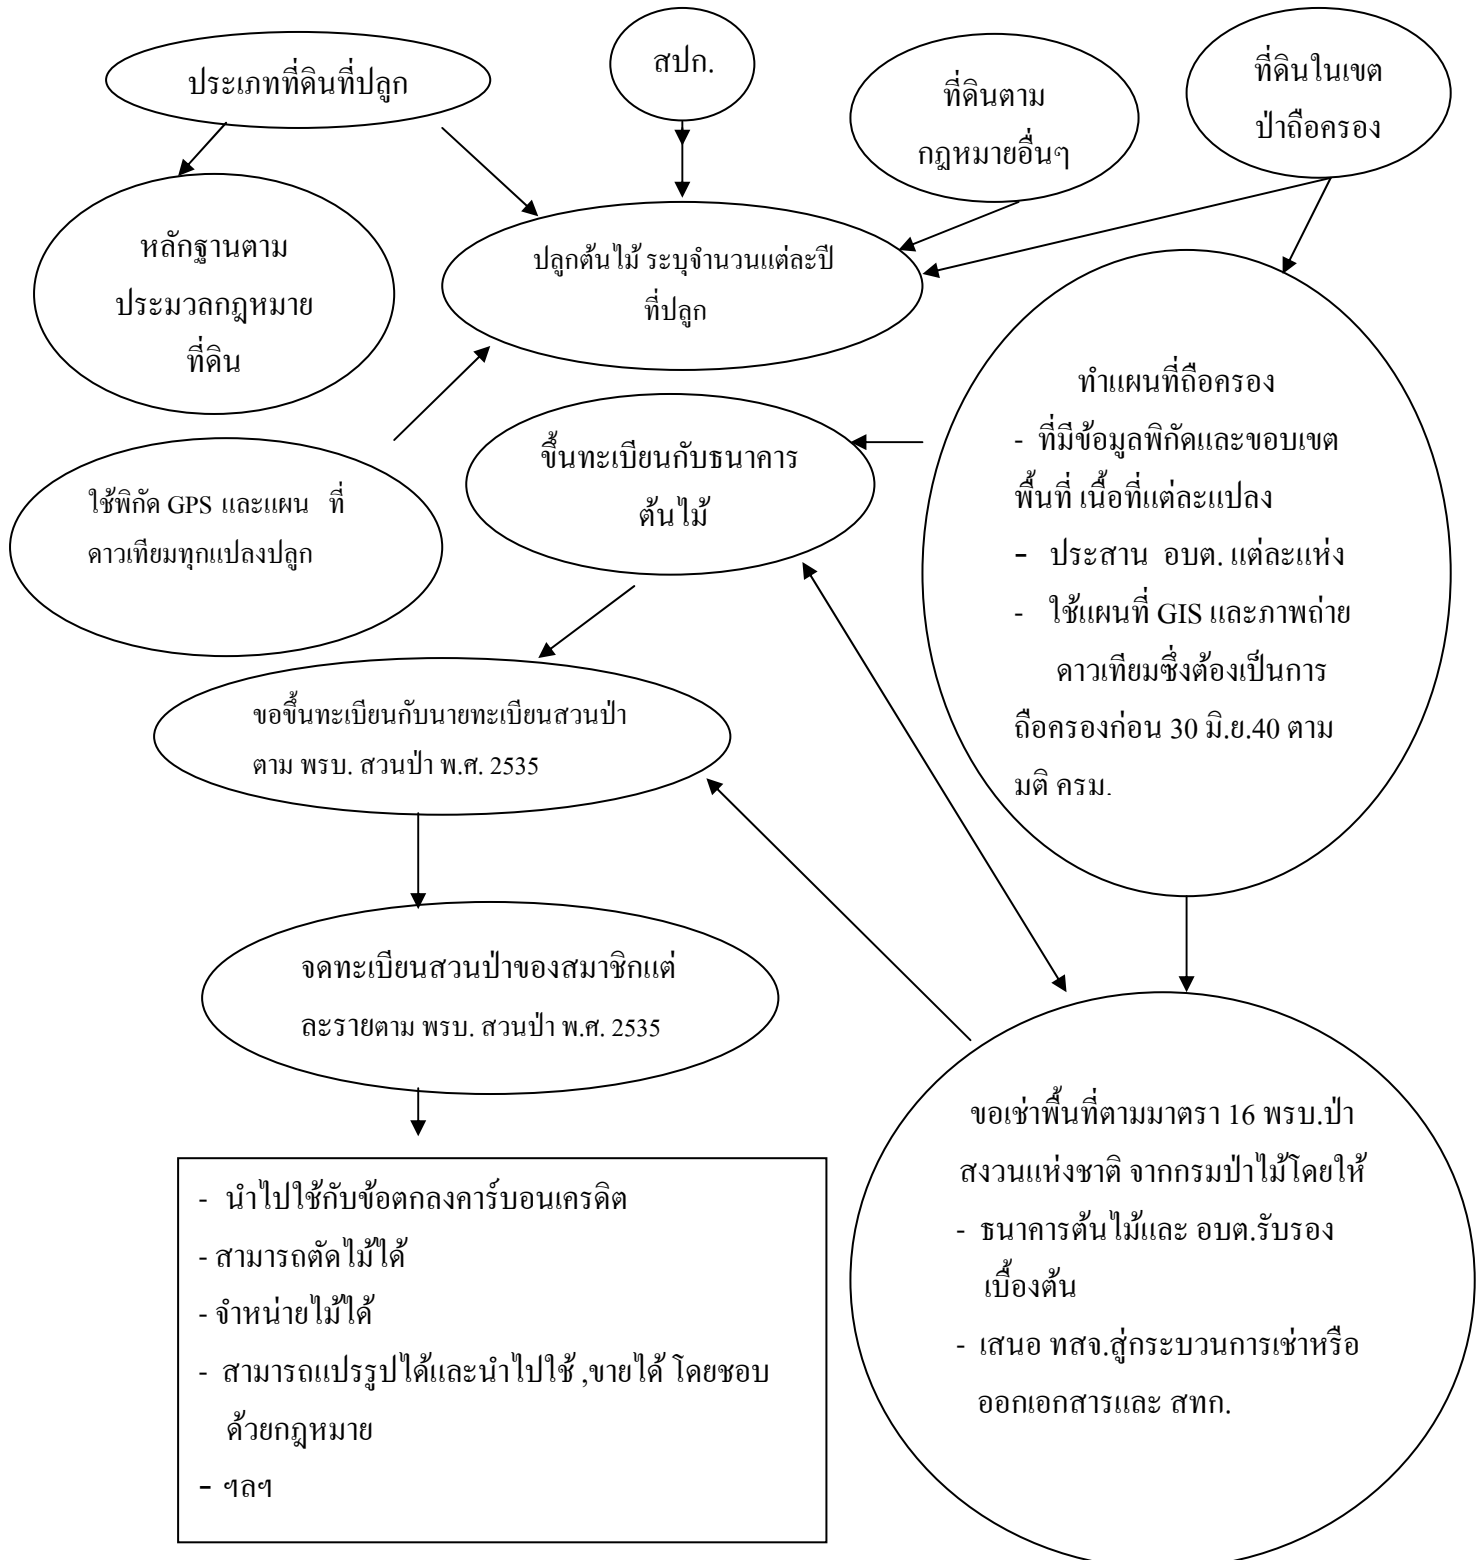 ประเภทที่ดินที่ปลูก
สปก.
ที่ดินตาม
กฎหมายอื่นๆ
ที่ดินในเขต
ป่าถือครอง
หลักฐานตาม
ประมวลกฎหมาย
ที่ดิน
ปลูกต้นไม้ ระบุจำนวนแต่ละปี
ที่ปลูก
ทำแผนที่ถือครอง
- ที่มีข้อมูลพิกัดและขอบเขต
พื้นที่ เนื้อที่แต่ละแปลง
- ประสาน อบต. แต่ละแห่ง
- ใช้แผนที่ GIS และภาพถ่าย
ดาวเทียมซึ่งต้องเป็นการ
ถือครองก่อน 30 มิ.ย.40 ตาม
มติ ครม.
ขึ้นทะเบียนกับธนาคาร
ต้นไม้
ใช้พิกัด GPS และแผน ที่
ดาวเทียมทุกแปลงปลูก
ขอขึ้นทะเบียนกับนายทะเบียนสวนป่า
ตาม พรบ. สวนป่า พ.ศ. 2535
จดทะเบียนสวนป่าของสมาชิกแต่
ละรายตาม พรบ. สวนป่า พ.ศ. 2535
ขอเช่าพื้นที่ตามมาตรา 16 พรบ.ป่า
สงวนแห่งชาติ จากกรมป่าไม้โดยให้
- ธนาคารต้นไม้และ อบต.รับรอง
เบื้องต้น
- เสนอ ทสจ.สู่กระบวนการเช่าหรือ
ออกเอกสารและ สทก.
- นำไปใช้กับข้อตกลงคาร์บอนเครดิต
- สามารถตัดไม้ได้
- จำหน่ายไม้ได้
- สามารถแปรรูปได้และนำไปใช้ ,ขายได้ โดยชอบ
ด้วยกฎหมาย
- ฯลฯ